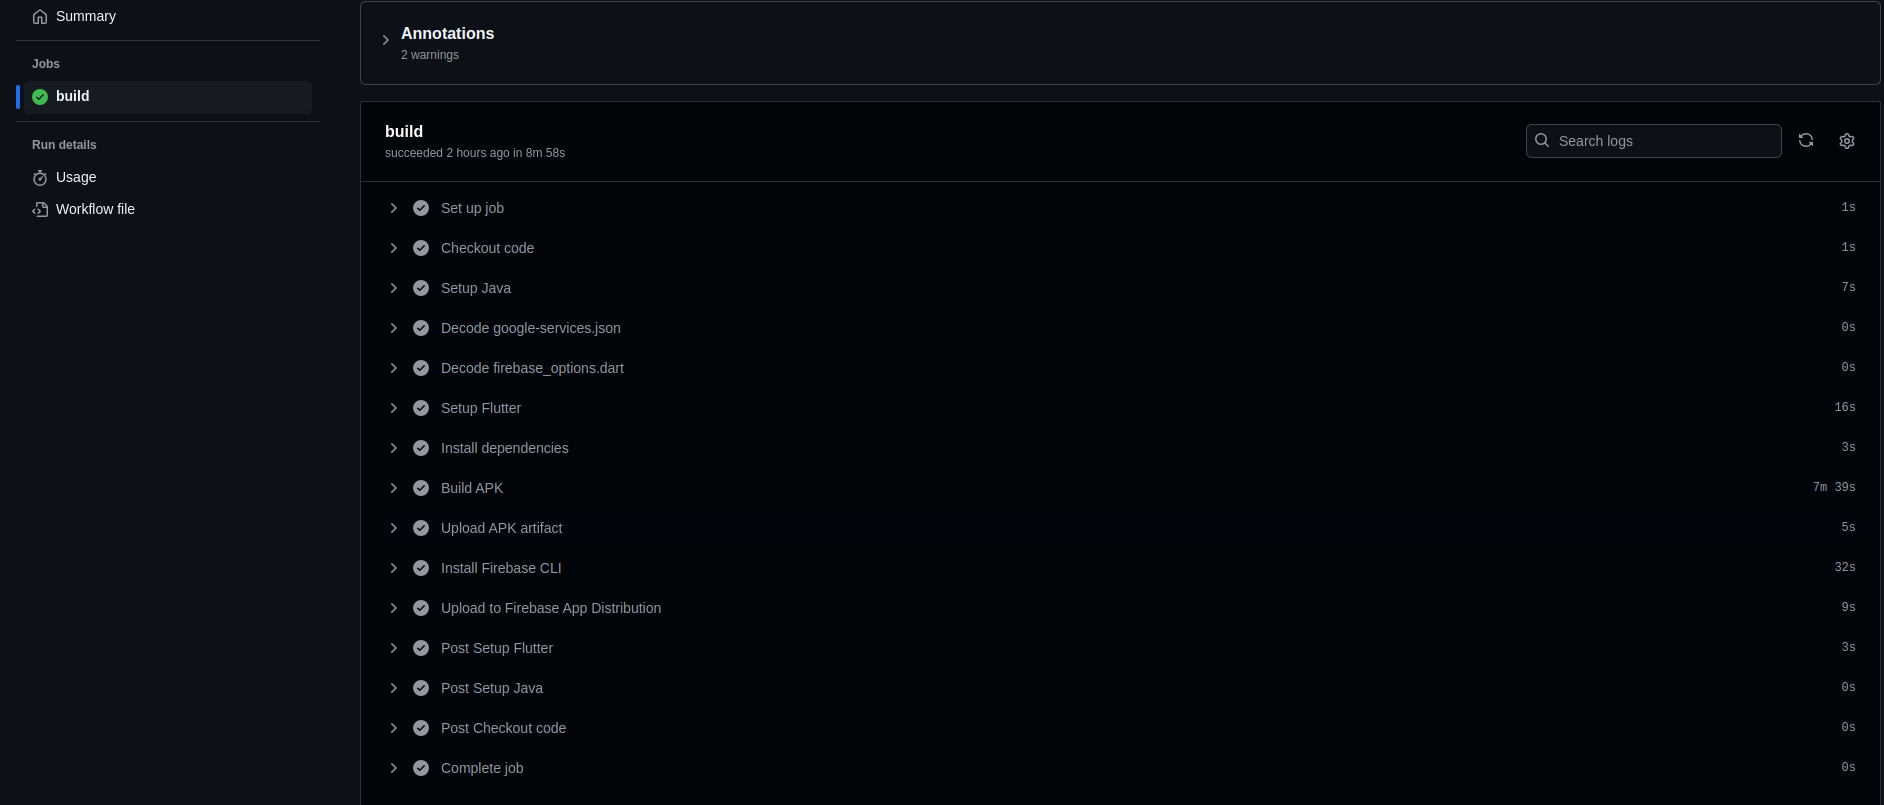 Summary
Jobs
build
Run details
Usage
Workflow file
Annotations
2 warnings
build
succeeded 2 hours ago in 8m 58s
Search logs
Set up job 1s
Checkout code 1s
Setup Java 7s
Decode google-services.json 0s
Decode firebase_options.dart 0s
Setup Flutter 16s
Install dependencies 3s
Build APK 7m 39s
Upload APK artifact 5s
Install Firebase CLI 32s
Upload to Firebase App Distribution 9s
Post Setup Flutter 3s
Post Setup Java 0s
Post Checkout code 0s
Complete job 0s